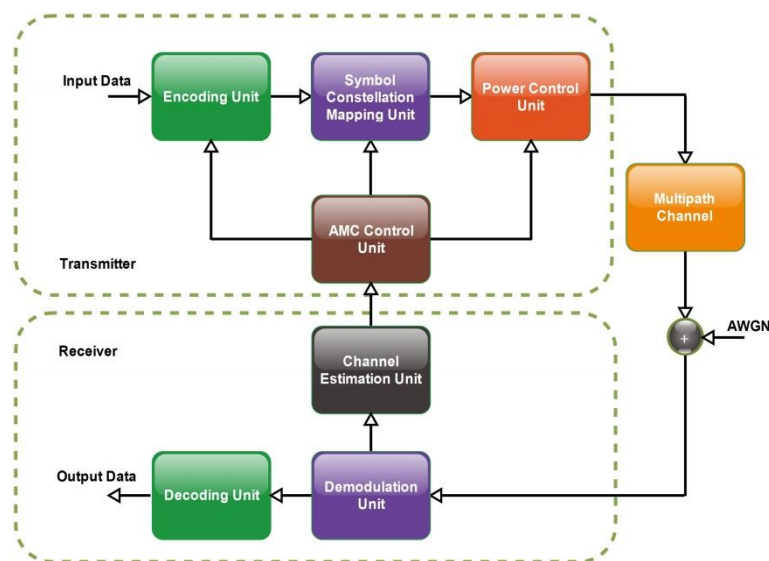 Input Data
Encoding Unit
Symbol
Constellation
Mapping Unit
Power Control
Unit
Multipath
Channel
AMC Control
Unit
Transmitter
AWGN
+
Receiver
Channel
Estimation Unit
Output Data
Decoding Unit
Demodulation
Unit